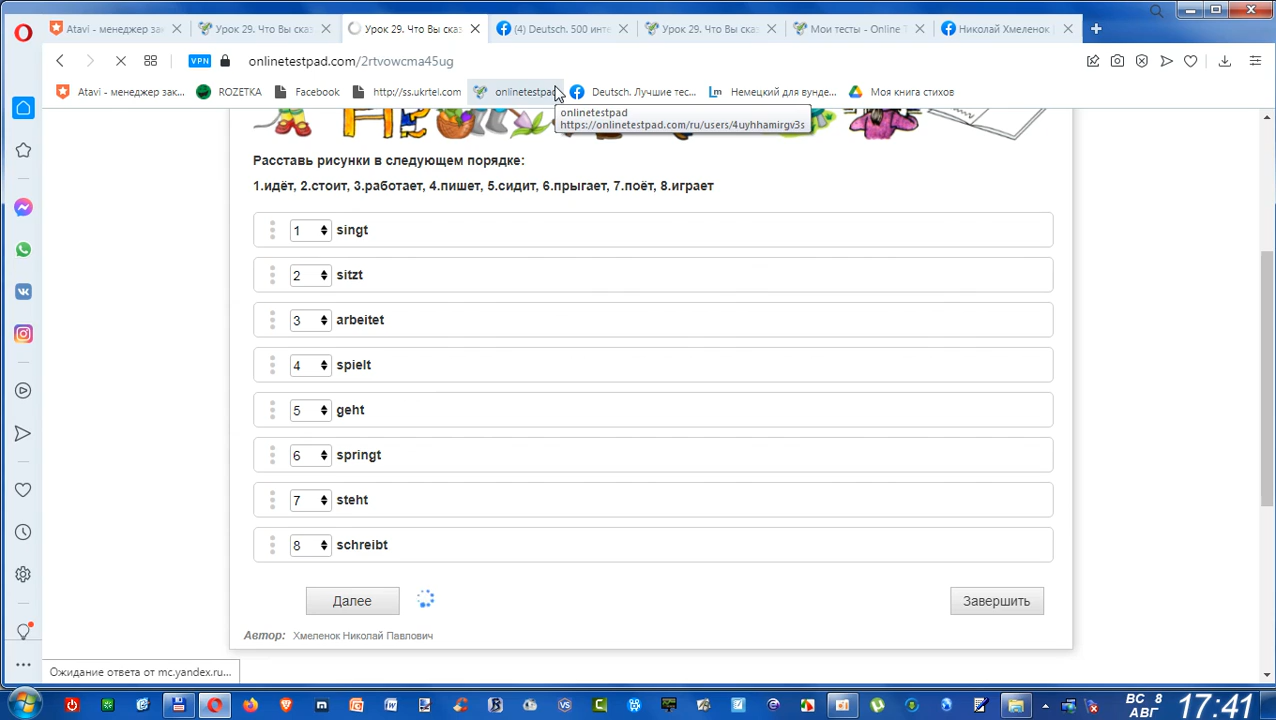 Atavi - менеджер зак
Урок 29. Что Вы ска
Урок 29. Что Вы ска
(4) Deutsch. 500 инте
Урок 29. Что Вы ска
Мои тесты - Online T
Николай Хмеленок
VPN
onlinetestpad.com/2rtvowcma45ug
Atavi - менеджер зак...
ROZETKA
Facebook
http://ss.ukrtel.com
onlinetestpad
Deutsch. Лучшие тес...
Lm Немецкий для вунде...
Моя книга стихов
onlinetestpad
https://onlinetestpad.com/ru/users/4uyhhamirgv3s
Расставь рисунки в следующем порядке:
1.идёт, 2.стоит, 3.работает, 4.пишет, 5.сидит, 6.прыгает, 7.поёт, 8.играет
1 singt
2 sitzt
3 arbeitet
4 spielt
5 geht
6 springt
7 steht
8 schreibt
Далее
Завершить
Автор: Хмеленок Николай Павлович
Ожидание ответа от mc.yandex.ru...
ВС 8
АВГ
17:41